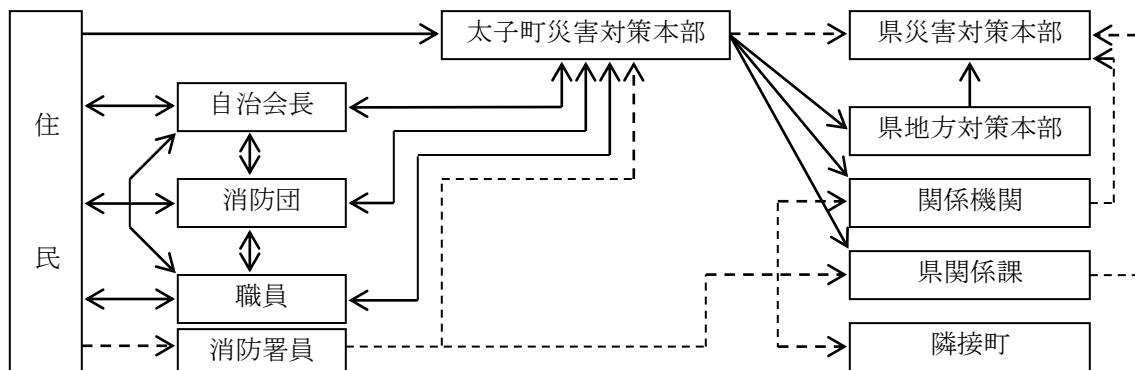 住民
太子町災害対策本部
県災害対策本部
自治会長
県地方対策本部
消防団
関係機関
職員
県関係課
消防署員
隣接町